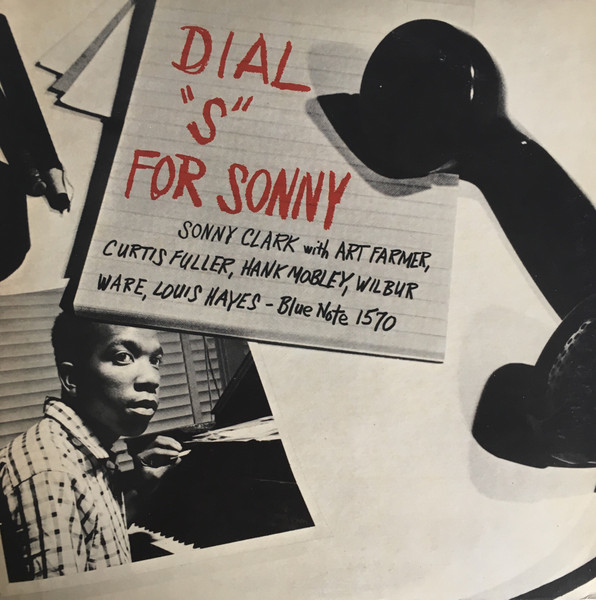 DIAL
"S"
FOR SONNY
SONNY CLARK with ART FARMER,
CURTIS FULLER, HANK MOBLEY, WILBUR
WARE, LOUIS HAYES - Blue Note 1570